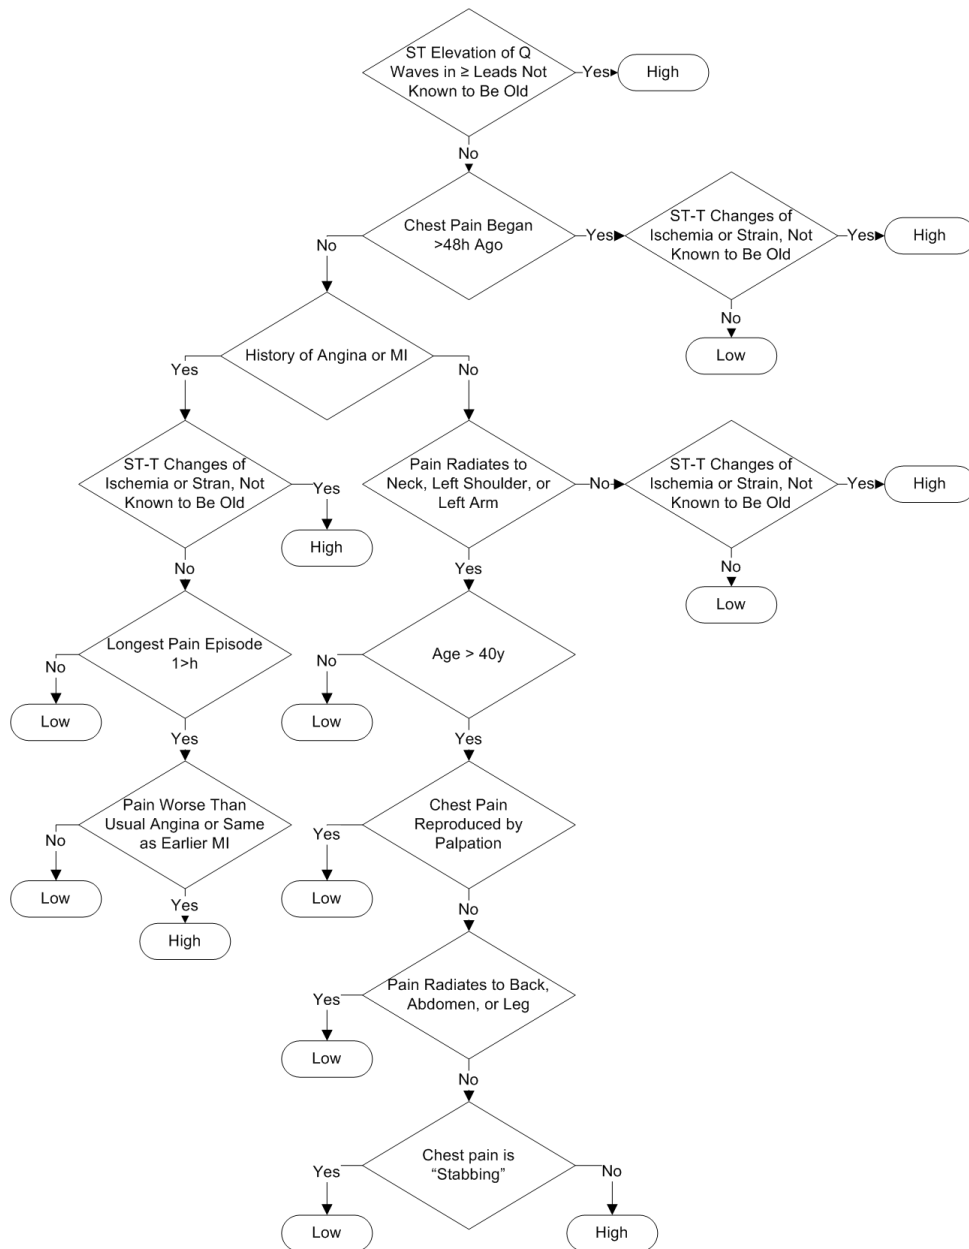 ST Elevation of Q
Waves in ≥ Leads Not
Known to Be Old
Yes
High
No
Chest Pain Began
>48h Ago
No
Yes
ST-T Changes of
Ischemia or Strain, Not
Known to Be Old
Yes
High
No
Low
History of Angina or MI
Yes
No
ST-T Changes of
Ischemia or Stran, Not
Known to Be Old
Yes
High
No
Pain Radiates to
Neck, Left Shoulder, or
Left Arm
No
ST-T Changes of
Ischemia or Strain, Not
Known to Be Old
Yes
High
No
Low
Yes
Longest Pain Episode
1>h
No
Low
Yes
Age > 40y
No
Low
Yes
Pain Worse Than
Usual Angina or Same
as Earlier MI
No
Low
Yes
High
Chest Pain
Reproduced by
Palpation
Yes
Low
No
Pain Radiates to Back,
Abdomen, or Leg
Yes
Low
No
Chest pain is
“Stabbing”
Yes
Low
No
High